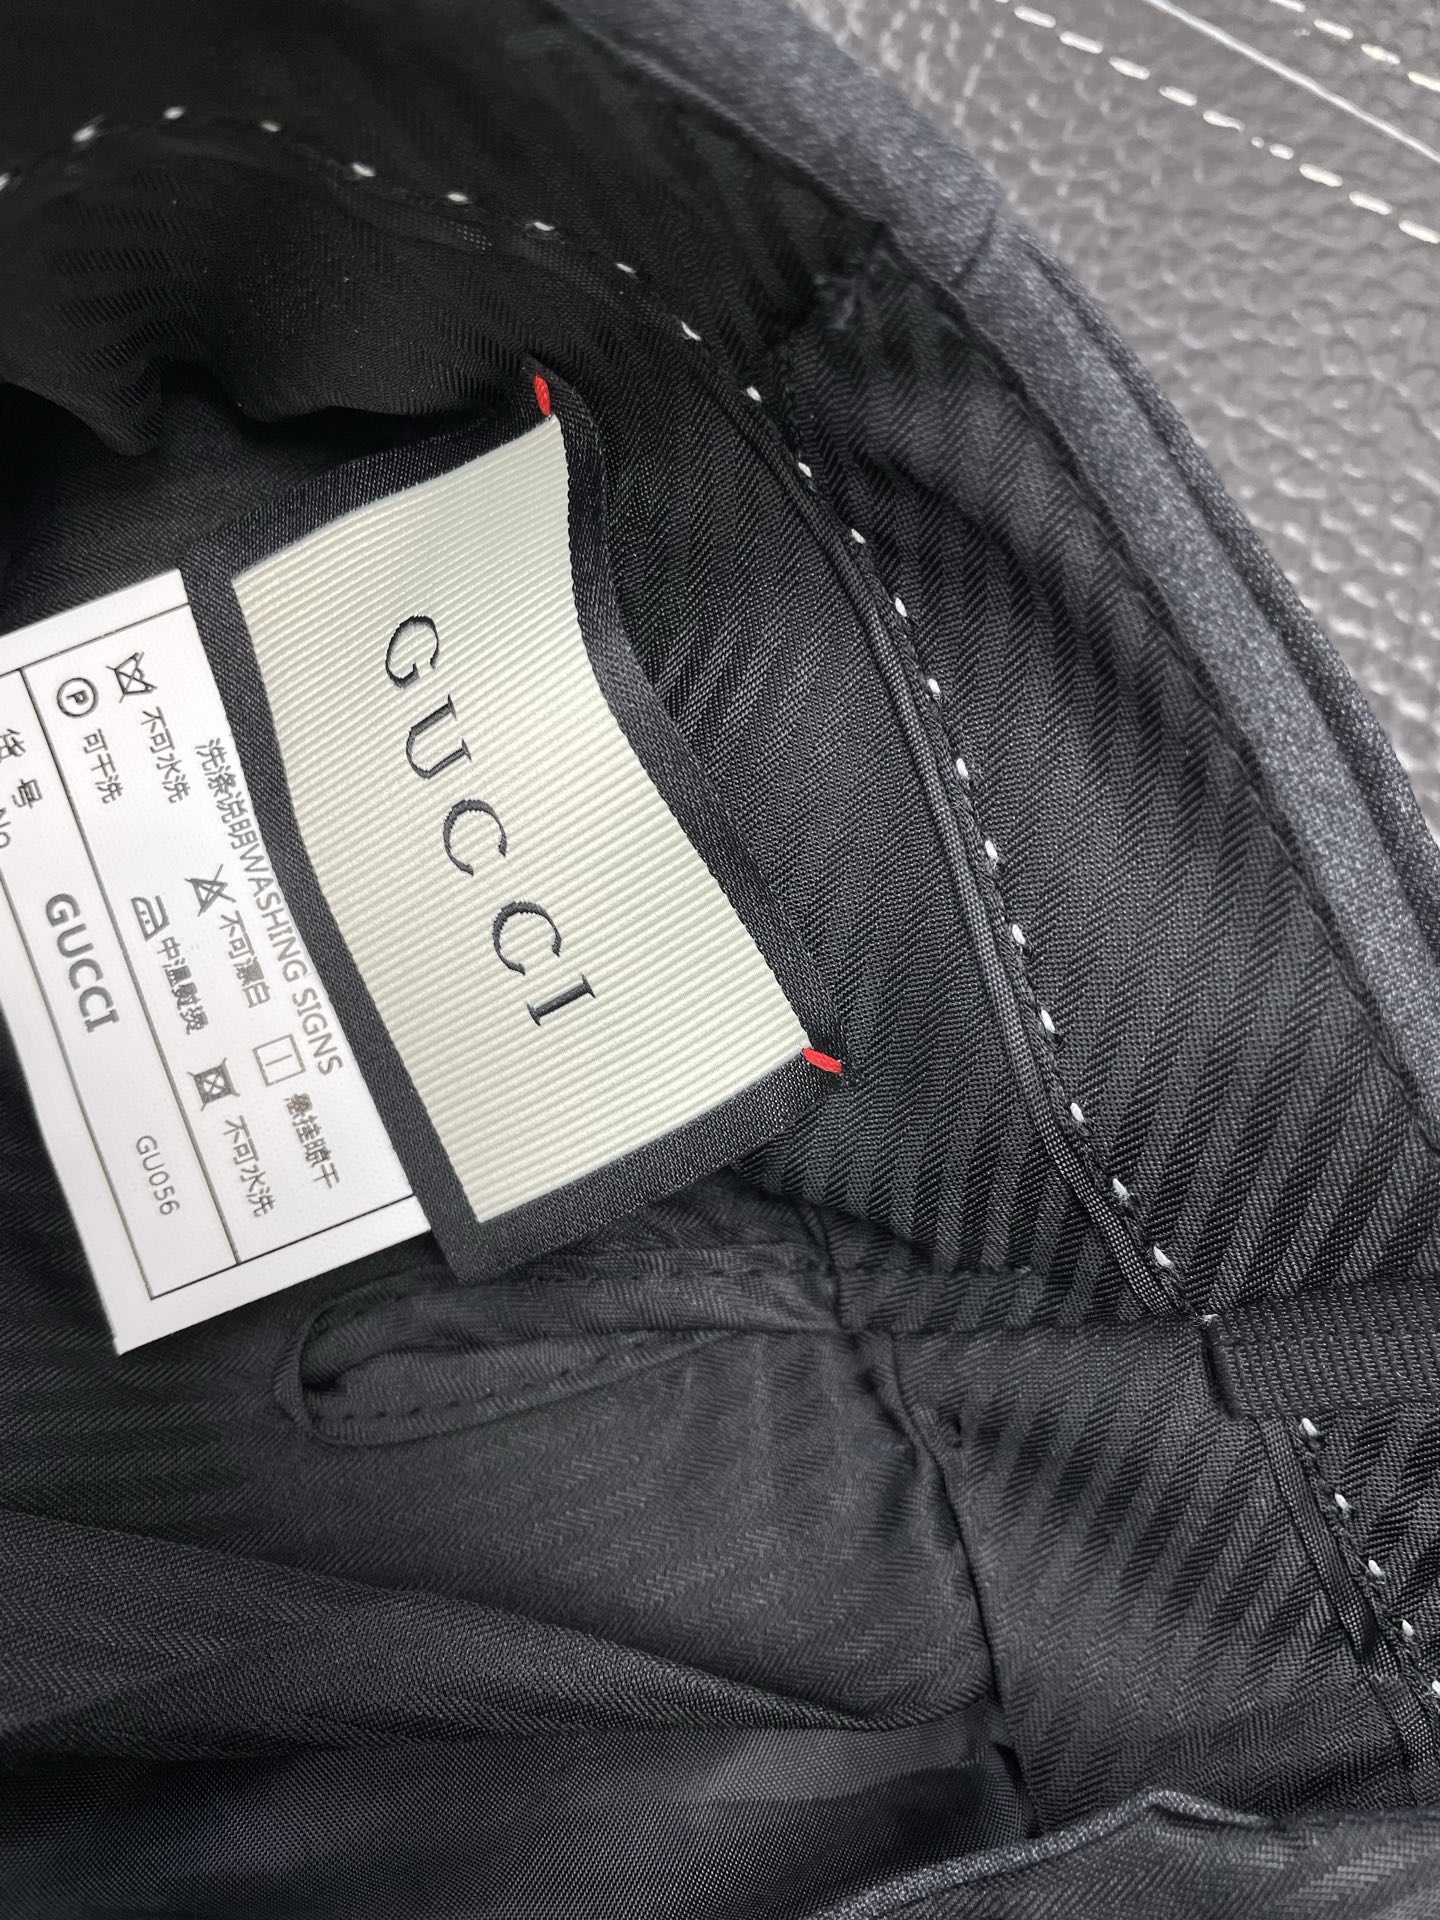 GUCCI
洗涤说明WASHING SIGNS
不可水洗 不可漂白 悬挂晾干
P 可干洗 中温熨烫 不可水洗
货号 GUCCI GU056